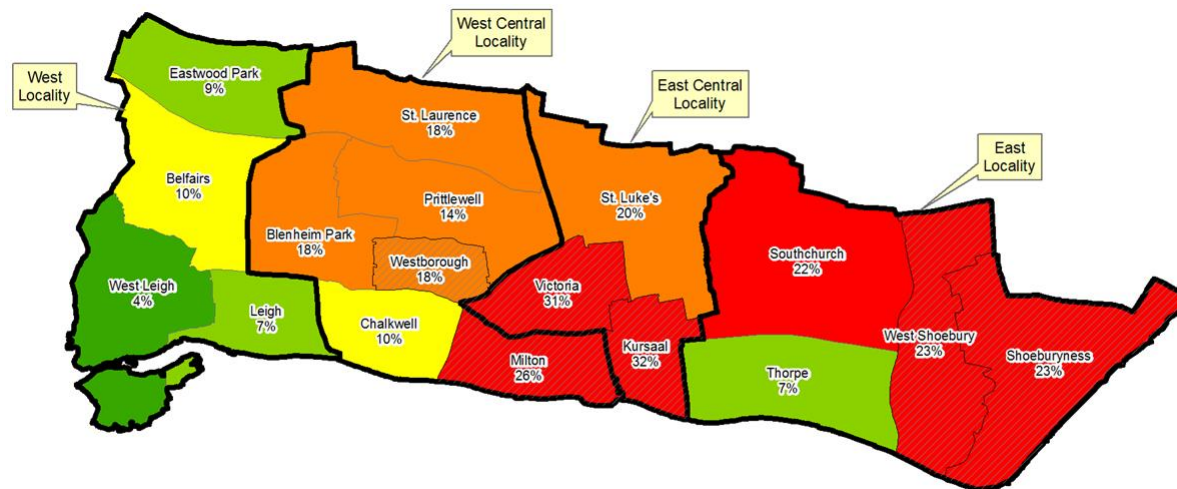 West Central
Locality
West
Locality
Eastwood Park
9%
East Central
Locality
St. Laurence
18%
East
Locality
Belfairs
10%
Prittlewell
14%
St. Luke's
20%
Blenheim Park
18%
Westborough
18%
Southchurch
22%
West Leigh
4%
Leigh
7%
Victoria
31%
Chalkwell
10%
Kursaal
32%
West Shoebury
23%
Shoeburyness
23%
Milton
26%
Thorpe
7%